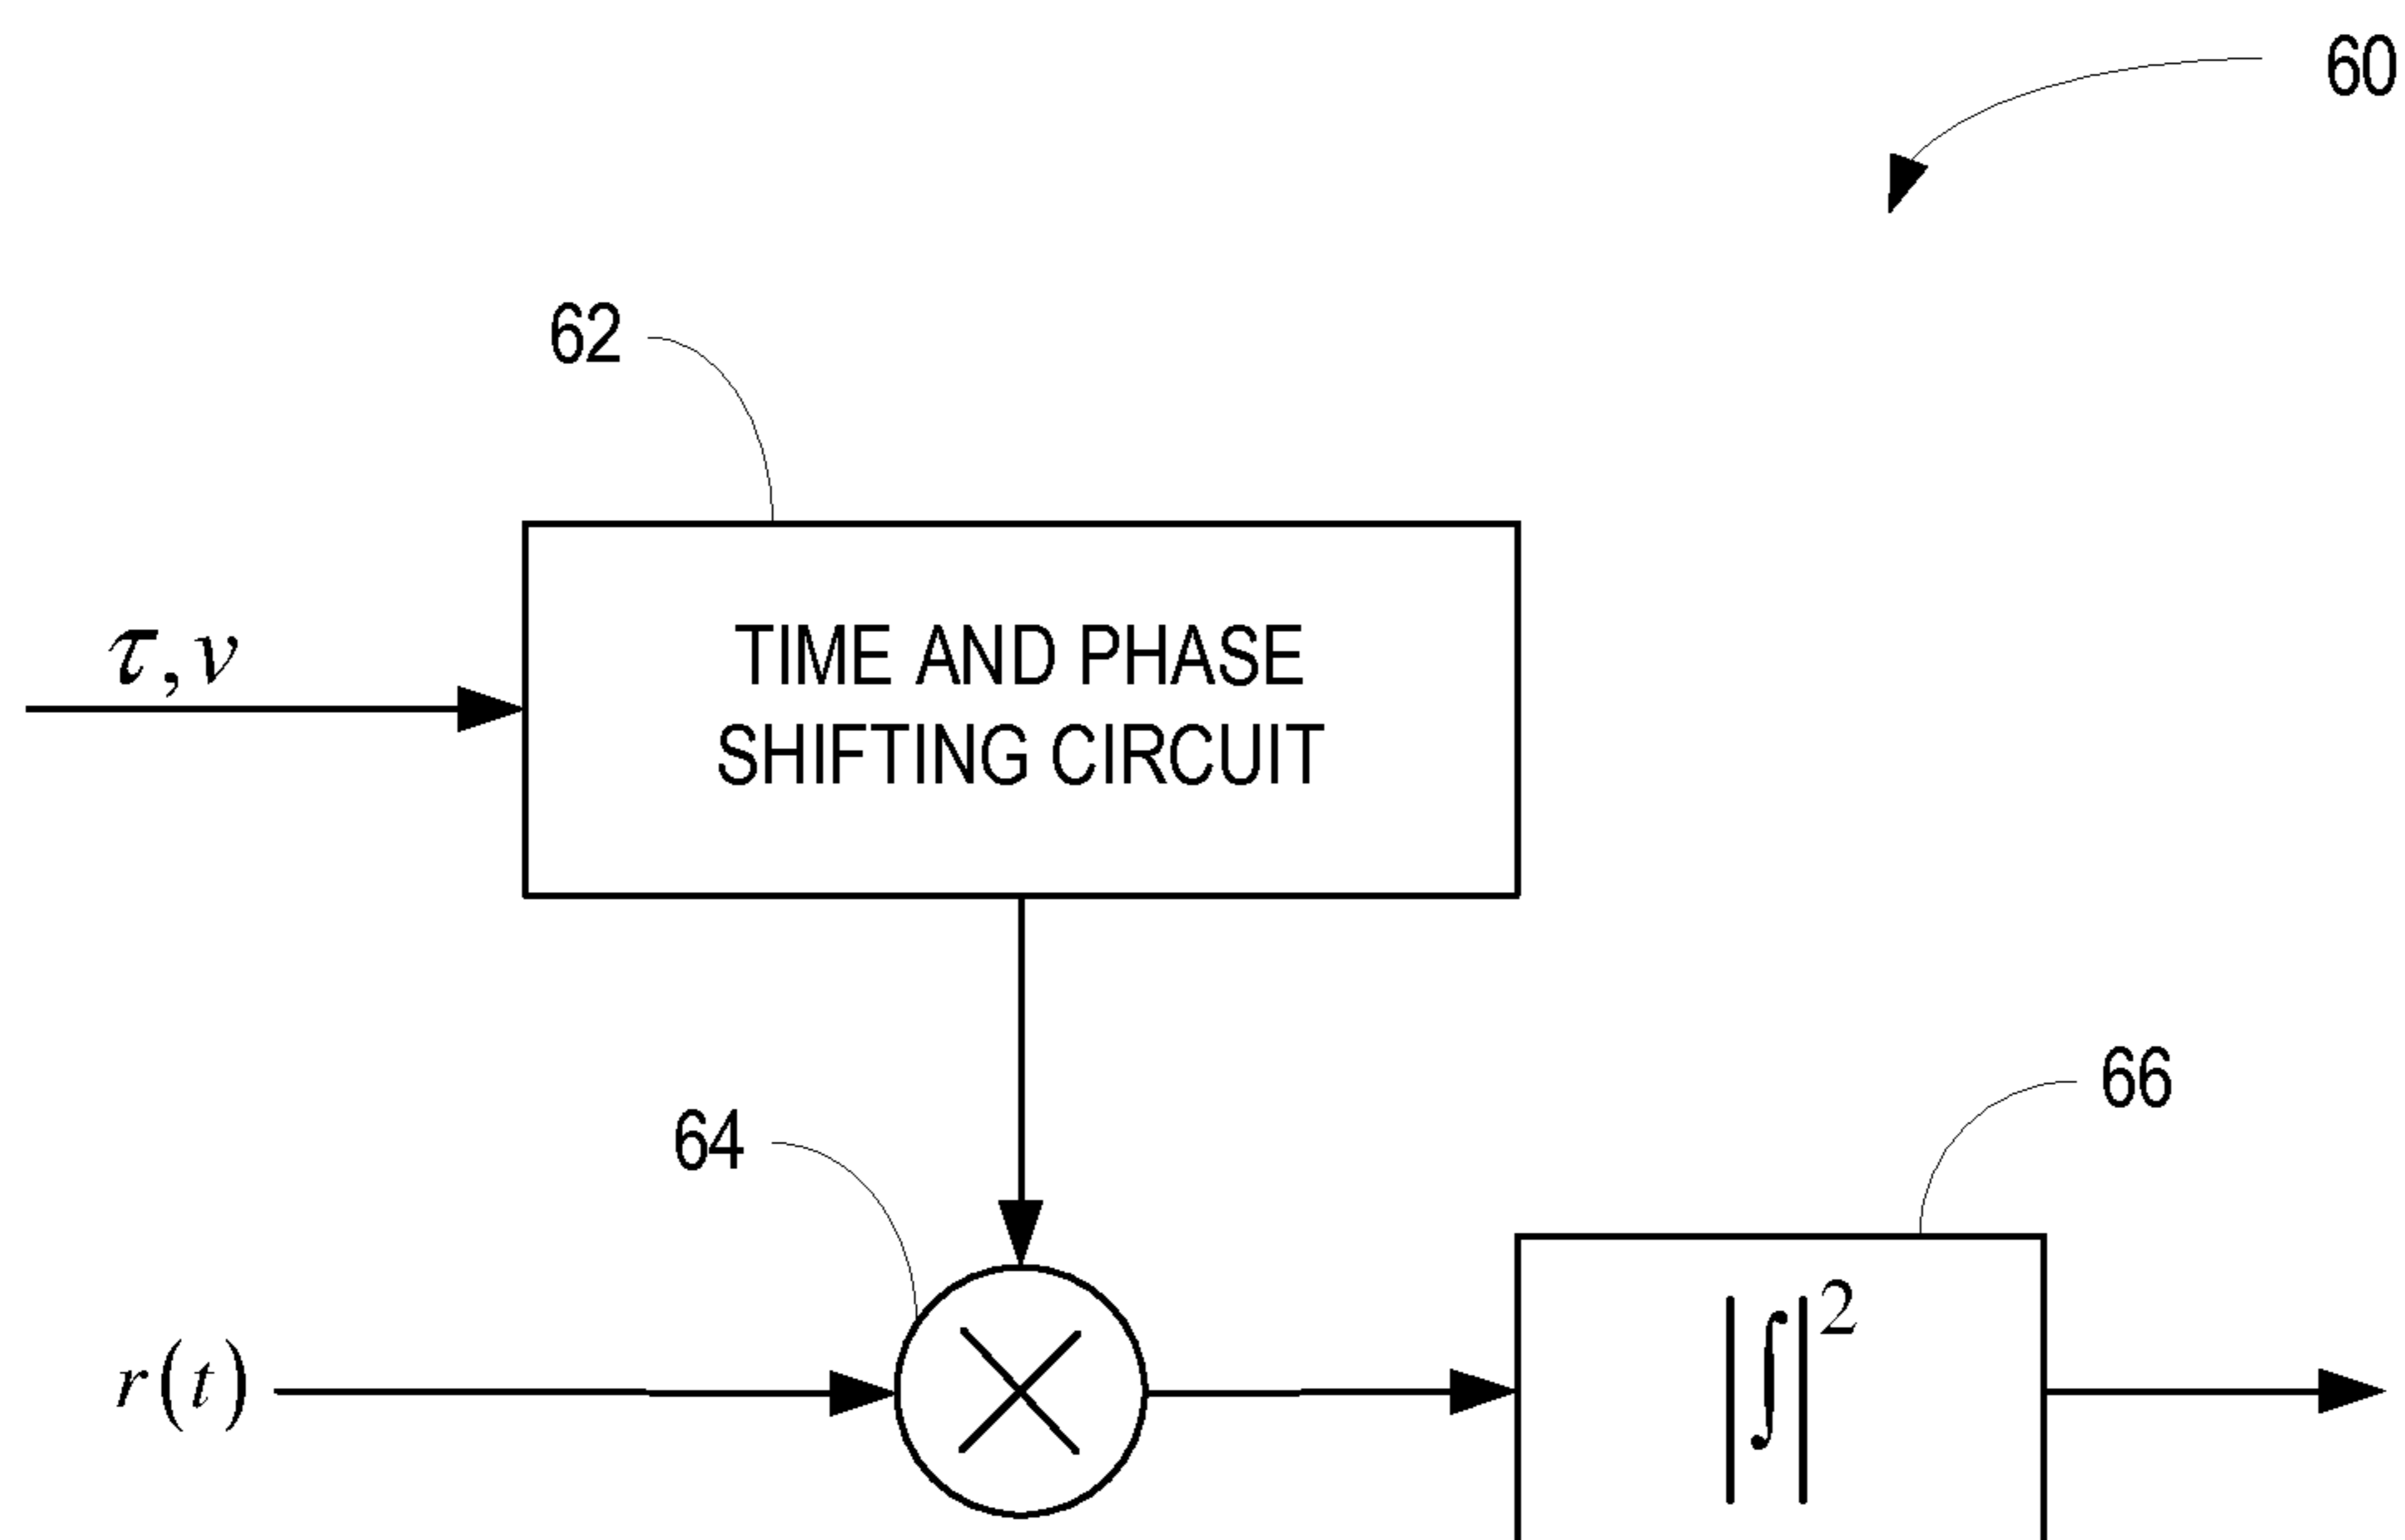 60
62
τ,ν
TIME AND PHASE
SHIFTING CIRCUIT
66
64
|∫|²
r(t)